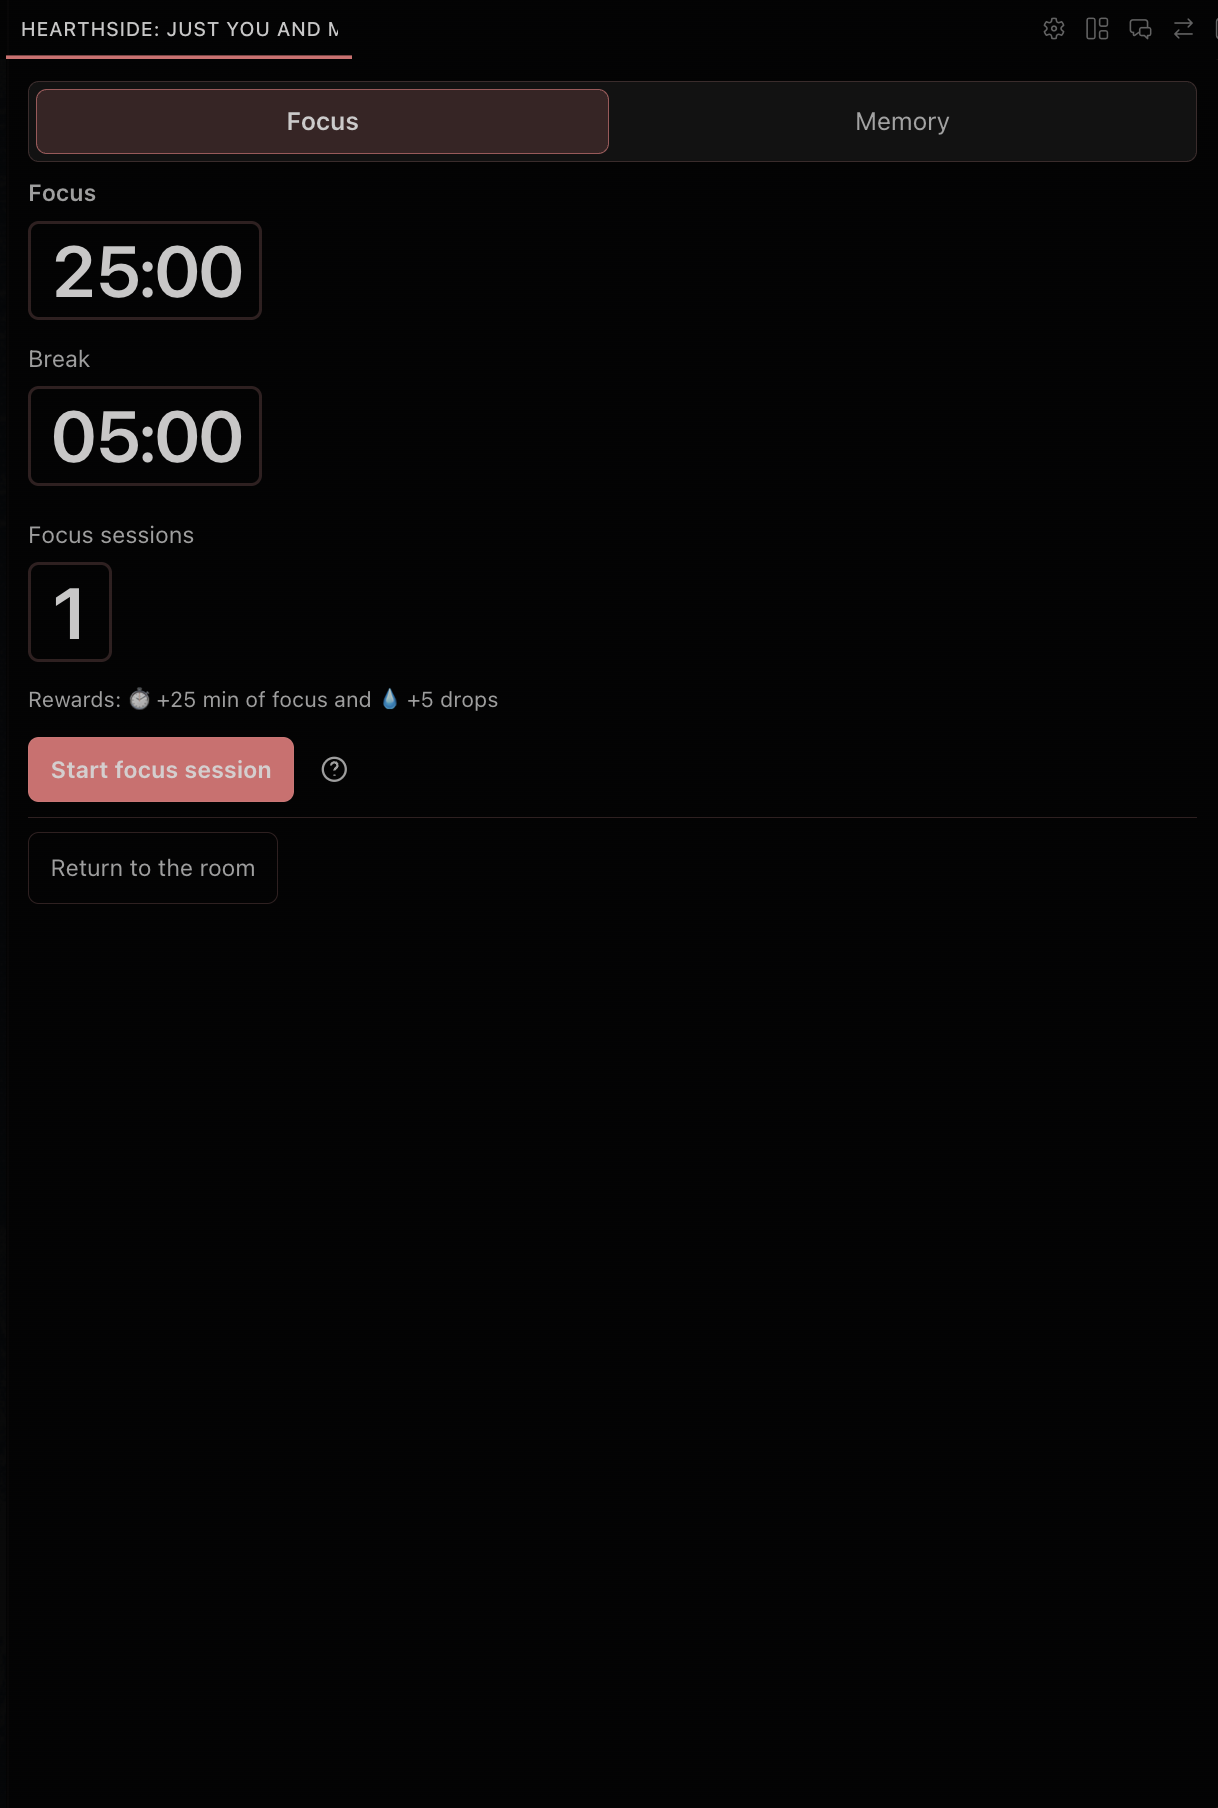 HEARTHSIDE: JUST YOU AND
Focus
Memory
Focus
25:00
Break
05:00
Focus sessions
1
Rewards: ⏱️ +25 min of focus and 💧 +5 drops
Start focus session
Return to the room